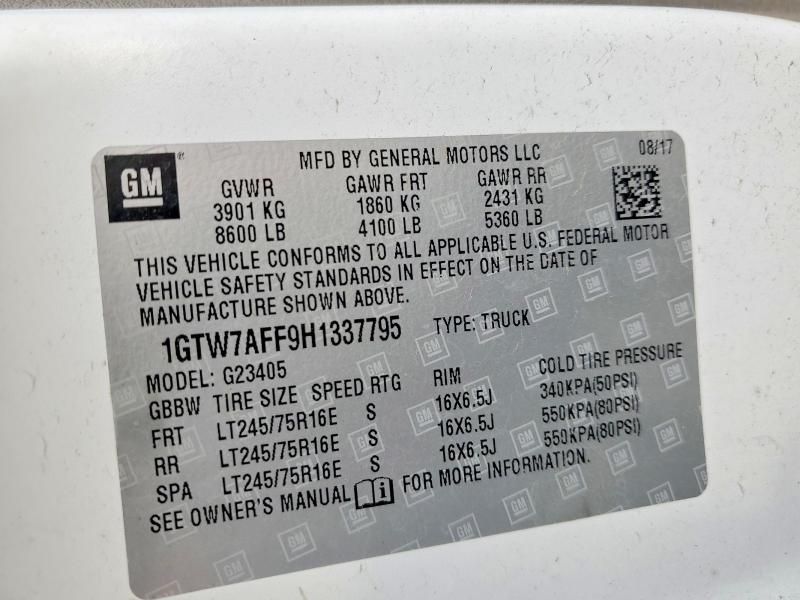 GM
MFD BY GENERAL MOTORS LLC 08/17
GVWR GAWR FRT GAWR RR
3901 KG 1860 KG 2431 KG
8600 LB 4100 LB 5360 LB
THIS VEHICLE CONFORMS TO ALL APPLICABLE U.S. FEDERAL MOTOR
VEHICLE SAFETY STANDARDS IN EFFECT ON THE DATE OF
MANUFACTURE SHOWN ABOVE.
1GTW7AFF9H1337795 TYPE: TRUCK
MODEL: G23405
GBBW TIRE SIZE SPEED RTG RIM COLD TIRE PRESSURE
FRT LT245/75R16E S 16X6.5J 340KPA(50PSI)
RR LT245/75R16E S 16X6.5J 550KPA(80PSI)
SPA LT245/75R16E S 16X6.5J 550KPA(80PSI)
SEE OWNER'S MANUAL FOR MORE INFORMATION.